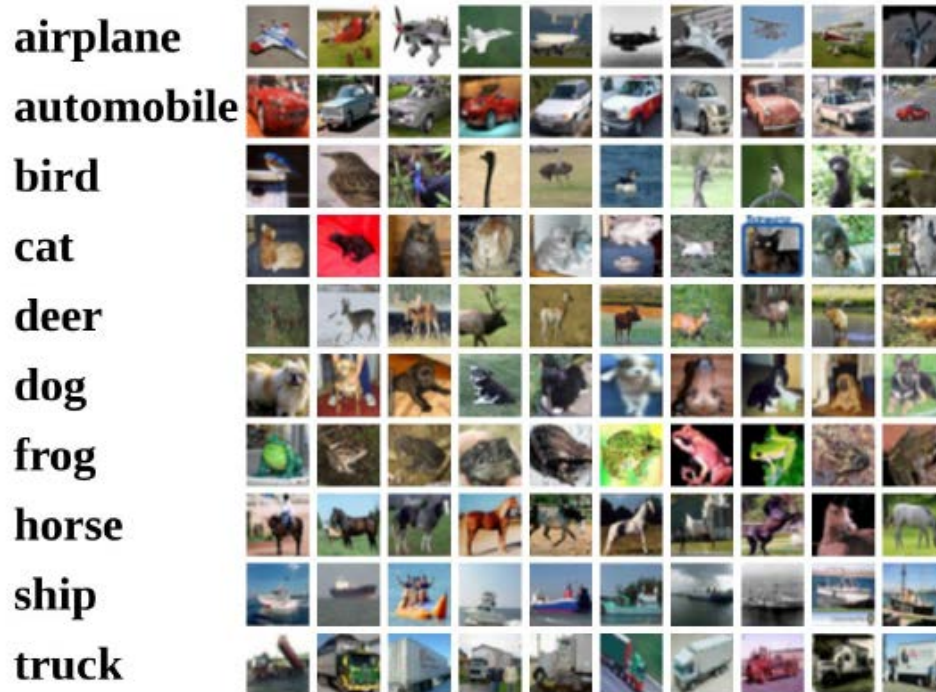 airplane
automobile
bird
cat
deer
dog
frog
horse
ship
truck